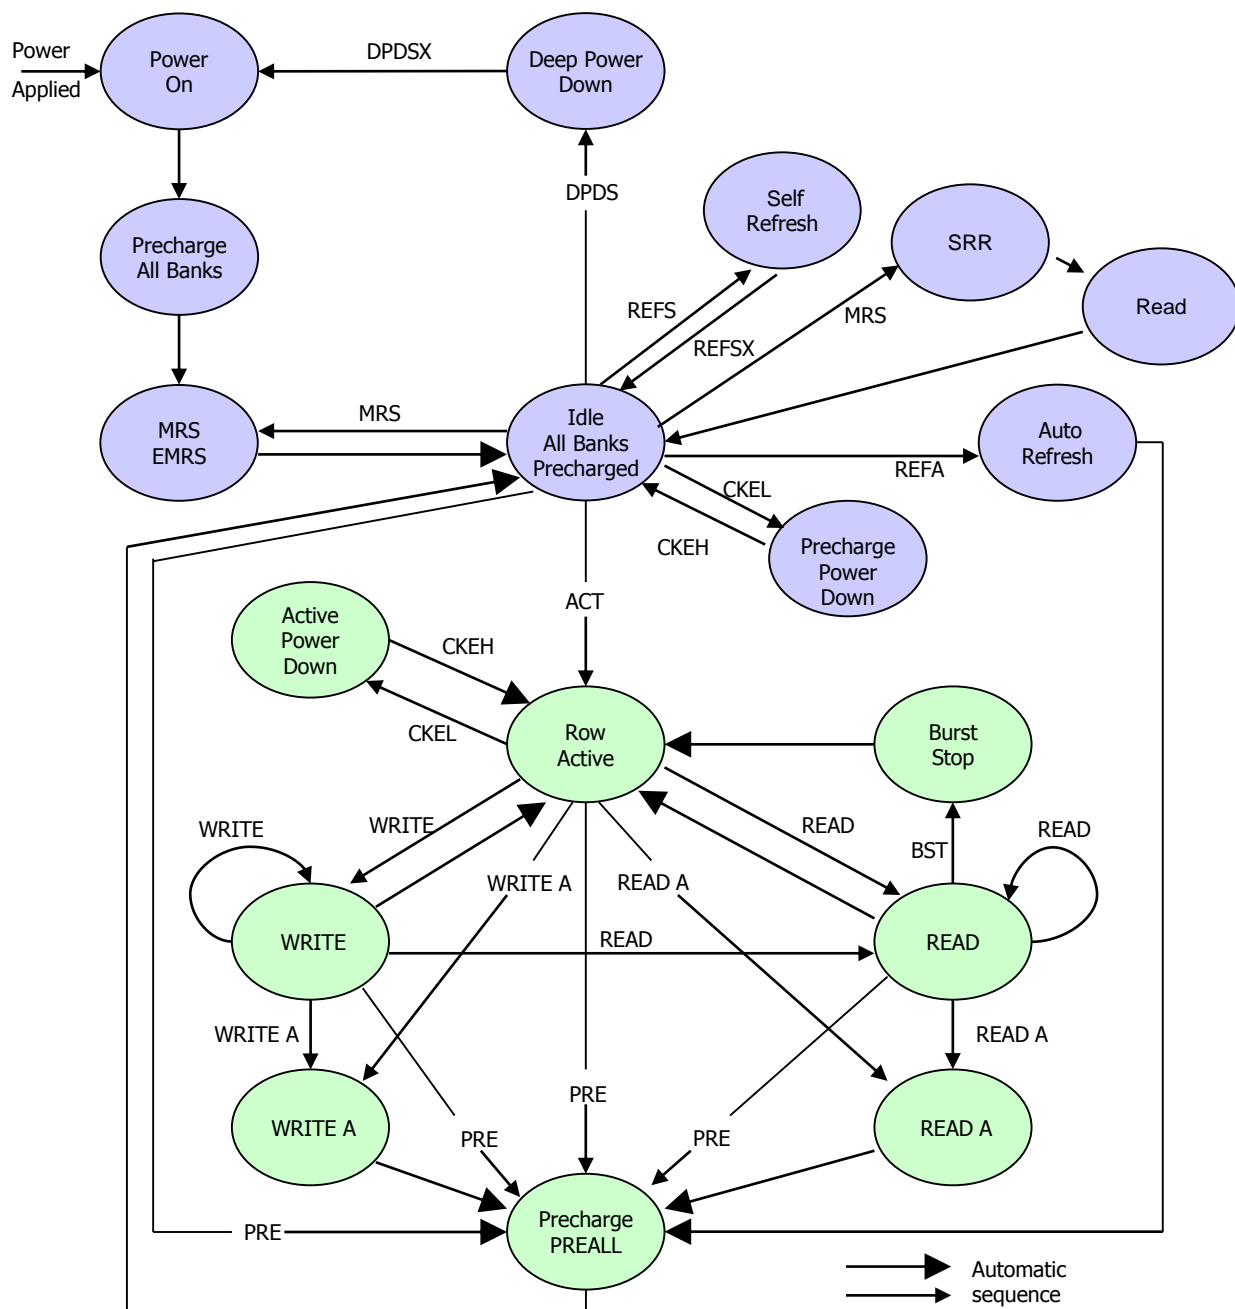 Power
Applied
Power
On
DPDSX
Deep Power
Down
DPDS
Self
Refresh
SRR
Read
Precharge
All Banks
REFS
REFSX
MRS
MRS
EMRS
MRS
Idle
All Banks
Precharged
Auto
Refresh
REFA
CKEL
CKEH
Precharge
Power
Down
ACT
Active
Power
Down
CKEH
CKEL
Row
Active
Burst
Stop
WRITE
WRITE
READ
BST
READ
WRITE A
READ A
WRITE
READ
READ
WRITE A
READ A
WRITE A
PRE
PRE
PRE
READ A
PRE
Precharge
PREALL
Automatic
sequence